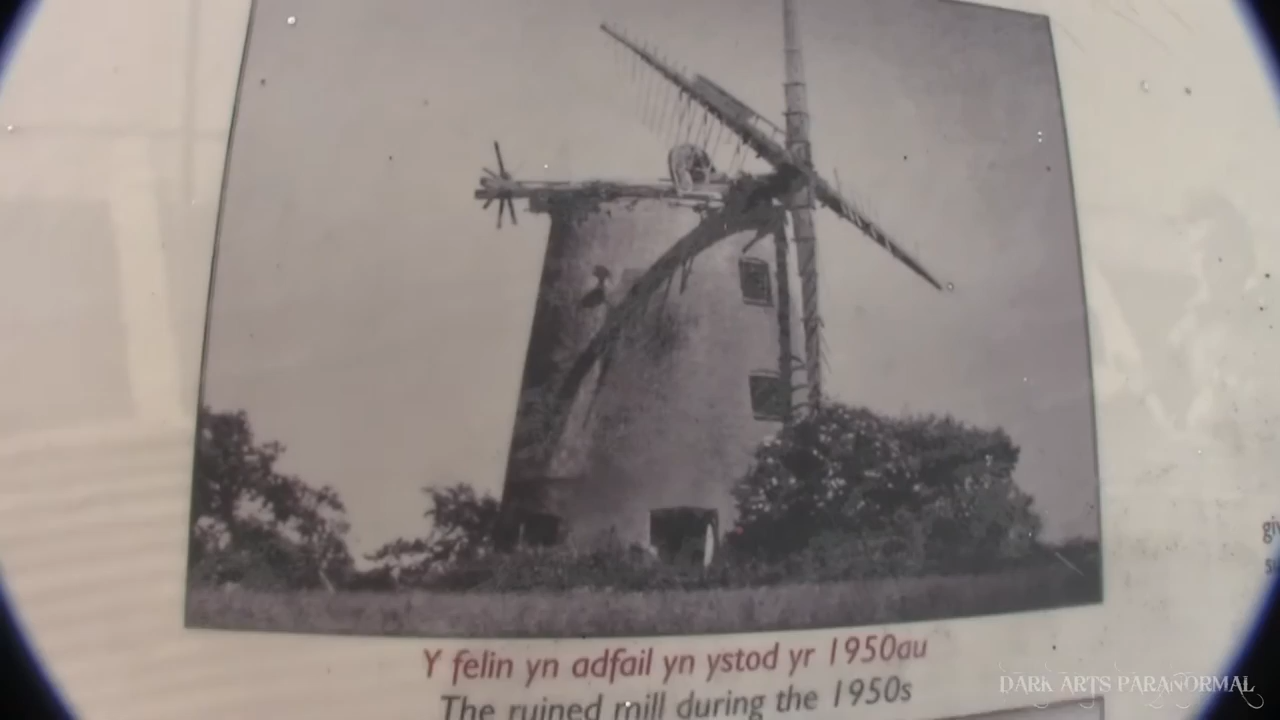 Y felin yn adfail yn ystod yr 1950au
The ruined mill during the 1950s
DARK ARTS PARANORMAL